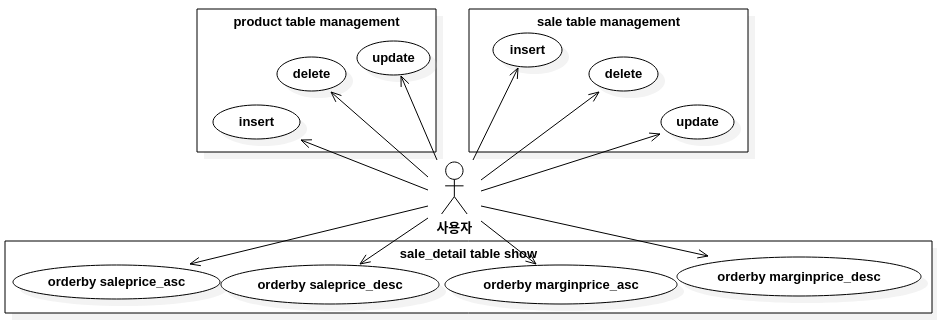 product table management
update
delete
insert
sale table management
insert
delete
update
사용자
sale_detail table show
orderby saleprice_asc
orderby saleprice_desc
orderby marginprice_asc
orderby marginprice_desc